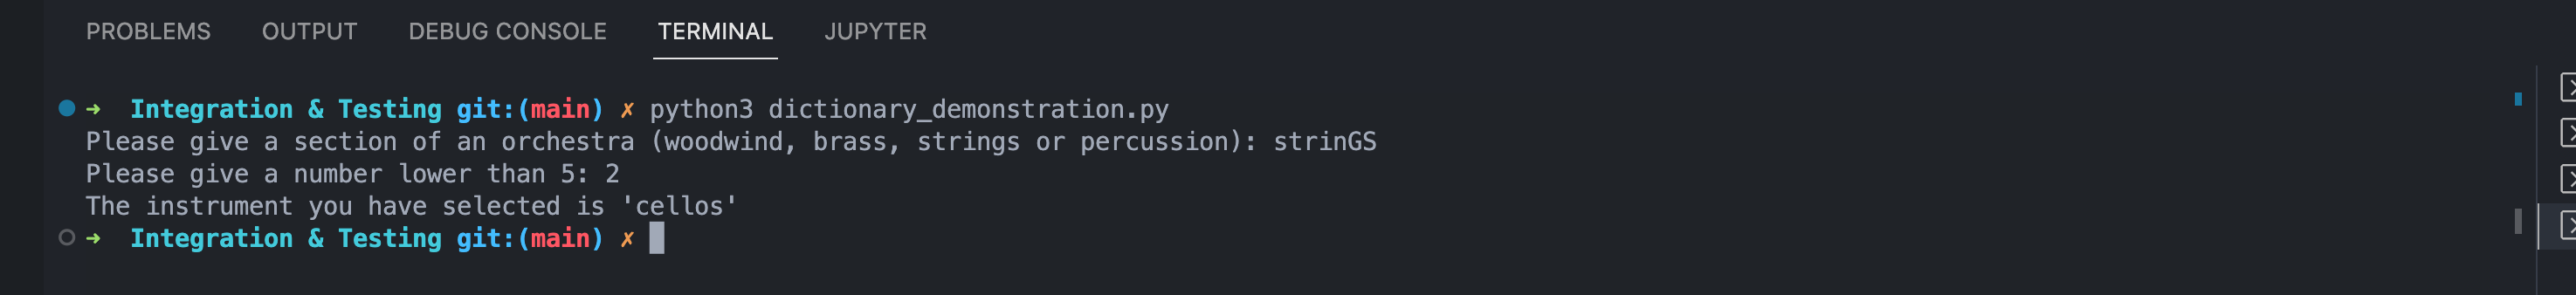 PROBLEMS OUTPUT DEBUG CONSOLE TERMINAL JUPYTER
➜ Integration & Testing git:(main) ✗ python3 dictionary_demonstration.py
Please give a section of an orchestra (woodwind, brass, strings or percussion): strinGS
Please give a number lower than 5: 2
The instrument you have selected is 'cellos'
➜ Integration & Testing git:(main) ✗